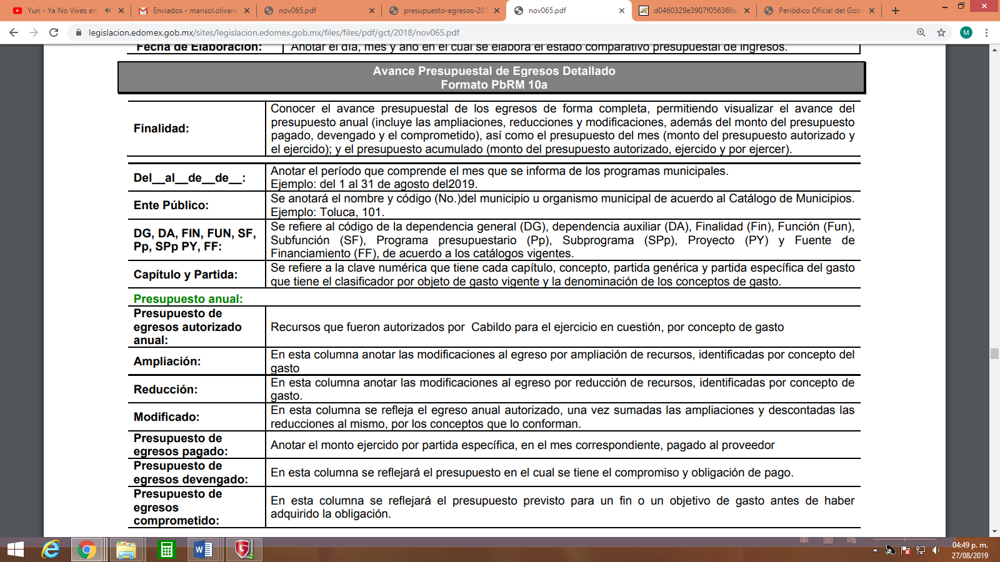 Yuri - Ya No Vives en
Enviados - marisol.olivare
nov065.pdf
presupuesto-egresos-201
nov065.pdf
d0460329e3907f056369a
Periódico Oficial del Gobi
legislacion.edomex.gob.mx/sites/legislacion.edomex.gob.mx/files/files/pdf/gct/2018/nov065.pdf
M
Fecha de Elaboración: Anotar el día, mes y año en el cual se elabora el estado comparativo presupuestal de ingresos.
Avance Presupuestal de Egresos Detallado
Formato PbRM 10a
Finalidad:
Conocer el avance presupuestal de los egresos de forma completa, permitiendo visualizar el avance del
presupuesto anual (incluye las ampliaciones, reducciones y modificaciones, además del monto del presupuesto
pagado, devengado y el comprometido), así como el presupuesto del mes (monto del presupuesto autorizado y
el ejercido); y el presupuesto acumulado (monto del presupuesto autorizado, ejercido y por ejercer).
Del__al__de__de__:
Anotar el período que comprende el mes que se informa de los programas municipales.
Ejemplo: del 1 al 31 de agosto del2019.
Ente Público:
Se anotará el nombre y código (No.)del municipio u organismo municipal de acuerdo al Catálogo de Municipios.
Ejemplo: Toluca, 101.
DG, DA, FIN, FUN, SF,
Pp, SPp PY, FF:
Se refiere al código de la dependencia general (DG), dependencia auxiliar (DA), Finalidad (Fin), Función (Fun),
Subfunción (SF), Programa presupuestario (Pp), Subprograma (SPp), Proyecto (PY) y Fuente de
Financiamiento (FF), de acuerdo a los catálogos vigentes.
Capítulo y Partida:
Se refiere a la clave numérica que tiene cada capítulo, concepto, partida genérica y partida específica del gasto
que tiene el clasificador por objeto de gasto vigente y la denominación de los conceptos de gasto.
Presupuesto anual:
Presupuesto de
egresos autorizado
anual:
Recursos que fueron autorizados por Cabildo para el ejercicio en cuestión, por concepto de gasto
Ampliación:
En esta columna anotar las modificaciones al egreso por ampliación de recursos, identificadas por concepto del
gasto
Reducción:
En esta columna anotar las modificaciones al egreso por reducción de recursos, identificadas por concepto de
gasto.
Modificado:
En esta columna se refleja el egreso anual autorizado, una vez sumadas las ampliaciones y descontadas las
reducciones al mismo, por los conceptos que lo conforman.
Presupuesto de
egresos pagado:
Anotar el monto ejercido por partida específica, en el mes correspondiente, pagado al proveedor
Presupuesto de
egresos devengado:
En esta columna se reflejará el presupuesto en el cual se tiene el compromiso y obligación de pago.
Presupuesto de
egresos
comprometido:
En esta columna se reflejará el presupuesto previsto para un fin o un objetivo de gasto antes de haber
adquirido la obligación.
04:49 p. m.
27/08/2019